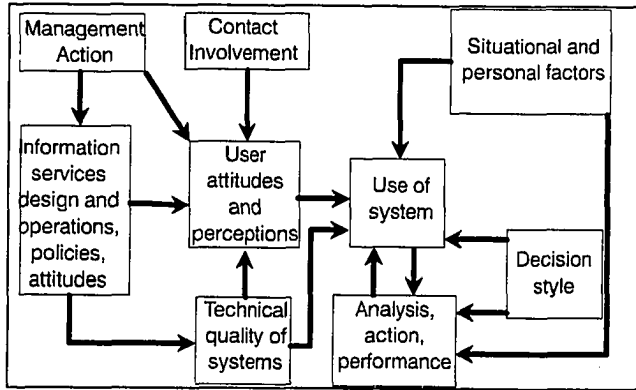 Management
Action
Contact
Involvement
Situational and
personal factors
Information
services
design and
operations,
policies,
attitudes
User
attitudes
and
perceptions
Use of
system
Decision
style
Technical
quality of
systems
Analysis,
action,
performance